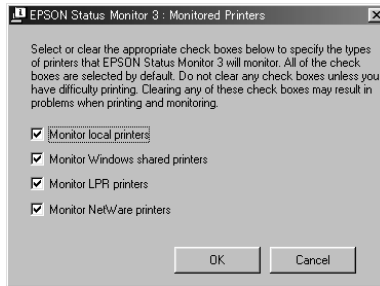 EPSON Status Monitor 3 : Monitored Printers
Select or clear the appropriate check boxes below to specify the types
of printers that EPSON Status Monitor 3 will monitor. All of the check
boxes are selected by default. Do not clear any check boxes unless you
have difficulty printing. Clearing any of these check boxes may result in
problems when printing and monitoring.
Monitor local printers
Monitor Windows shared printers
Monitor LPR printers
Monitor NetWare printers
OK
Cancel